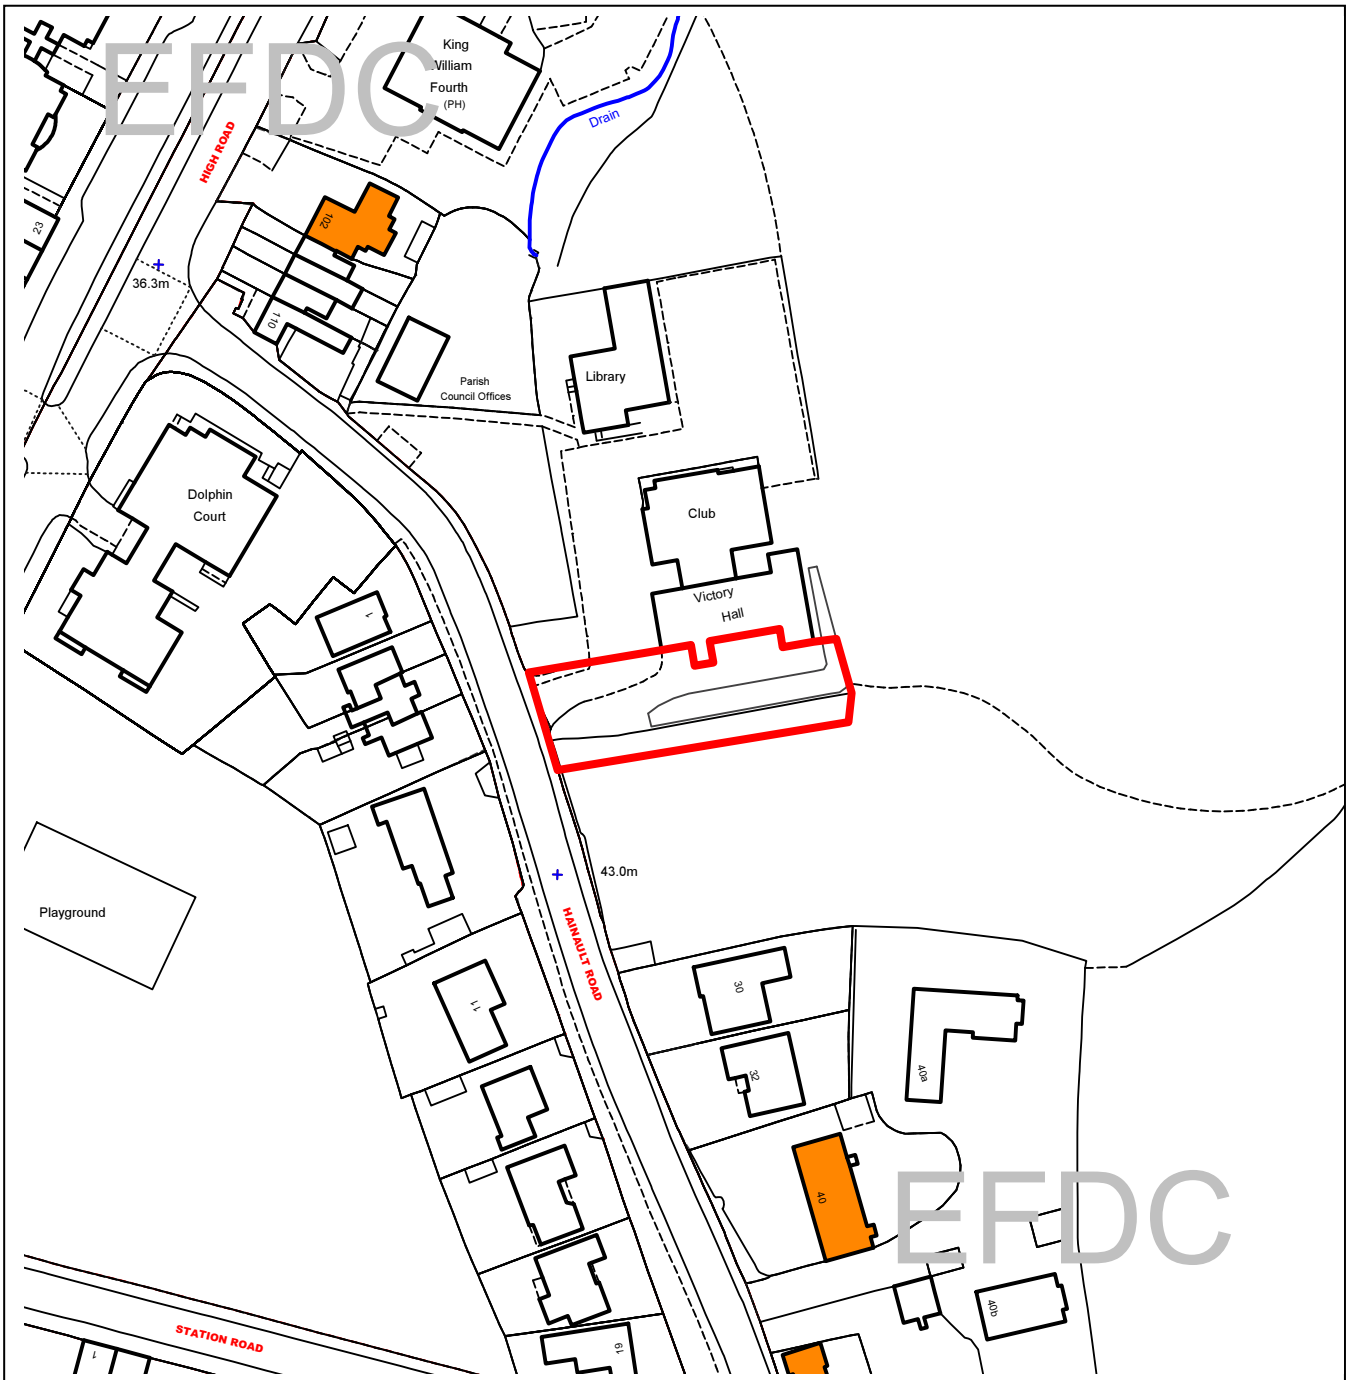 EFDC
King
William
Fourth
(PH)
Drain
HIGH ROAD
102
23
36.3m
110
Parish
Council Offices
Library
Dolphin
Court
Club
Victory
Hall
1
43.0m
Playground
HAINAULT ROAD
30
11
32
40a
40
EFDC
40b
STATION ROAD
19
1